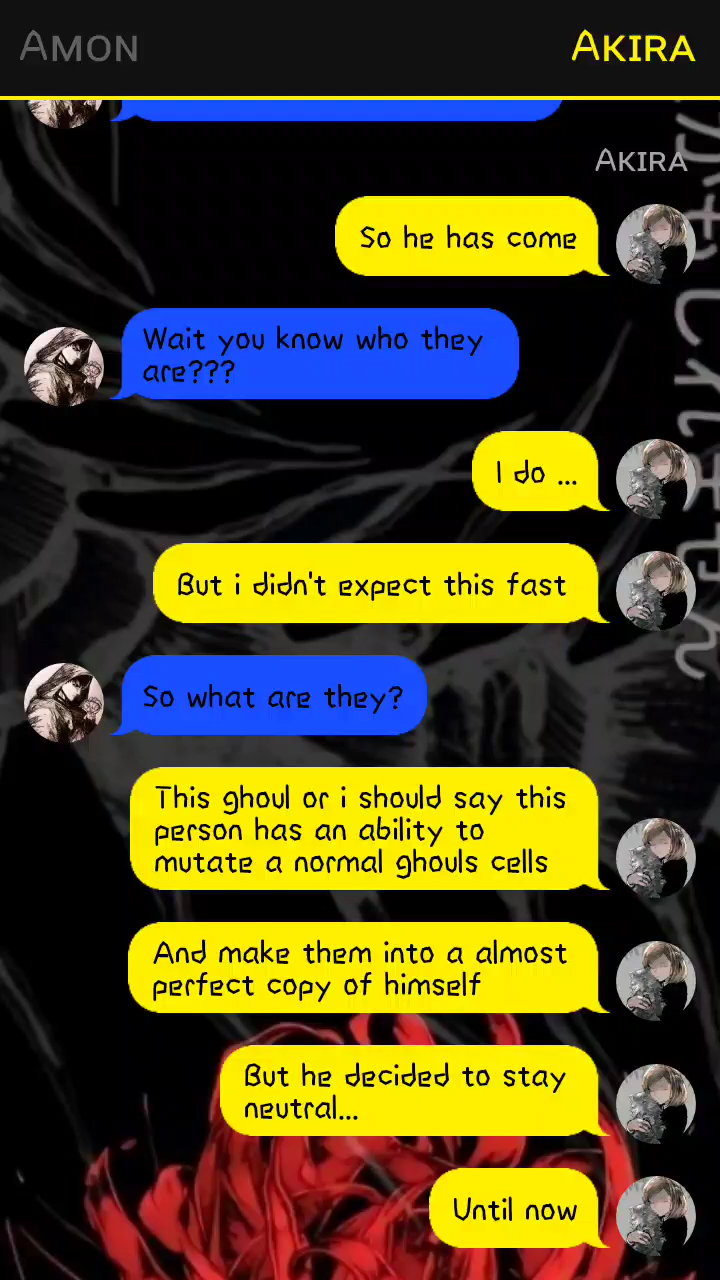 Amon
Akira
Akira
So he has come
Wait you know who they
are???
I do ...
But i didn't expect this fast
So what are they?
This ghoul or i should say this
person has an ability to
mutate a normal ghouls cells
And make them into a almost
perfect copy of himself
But he decided to stay
neutral...
Until now